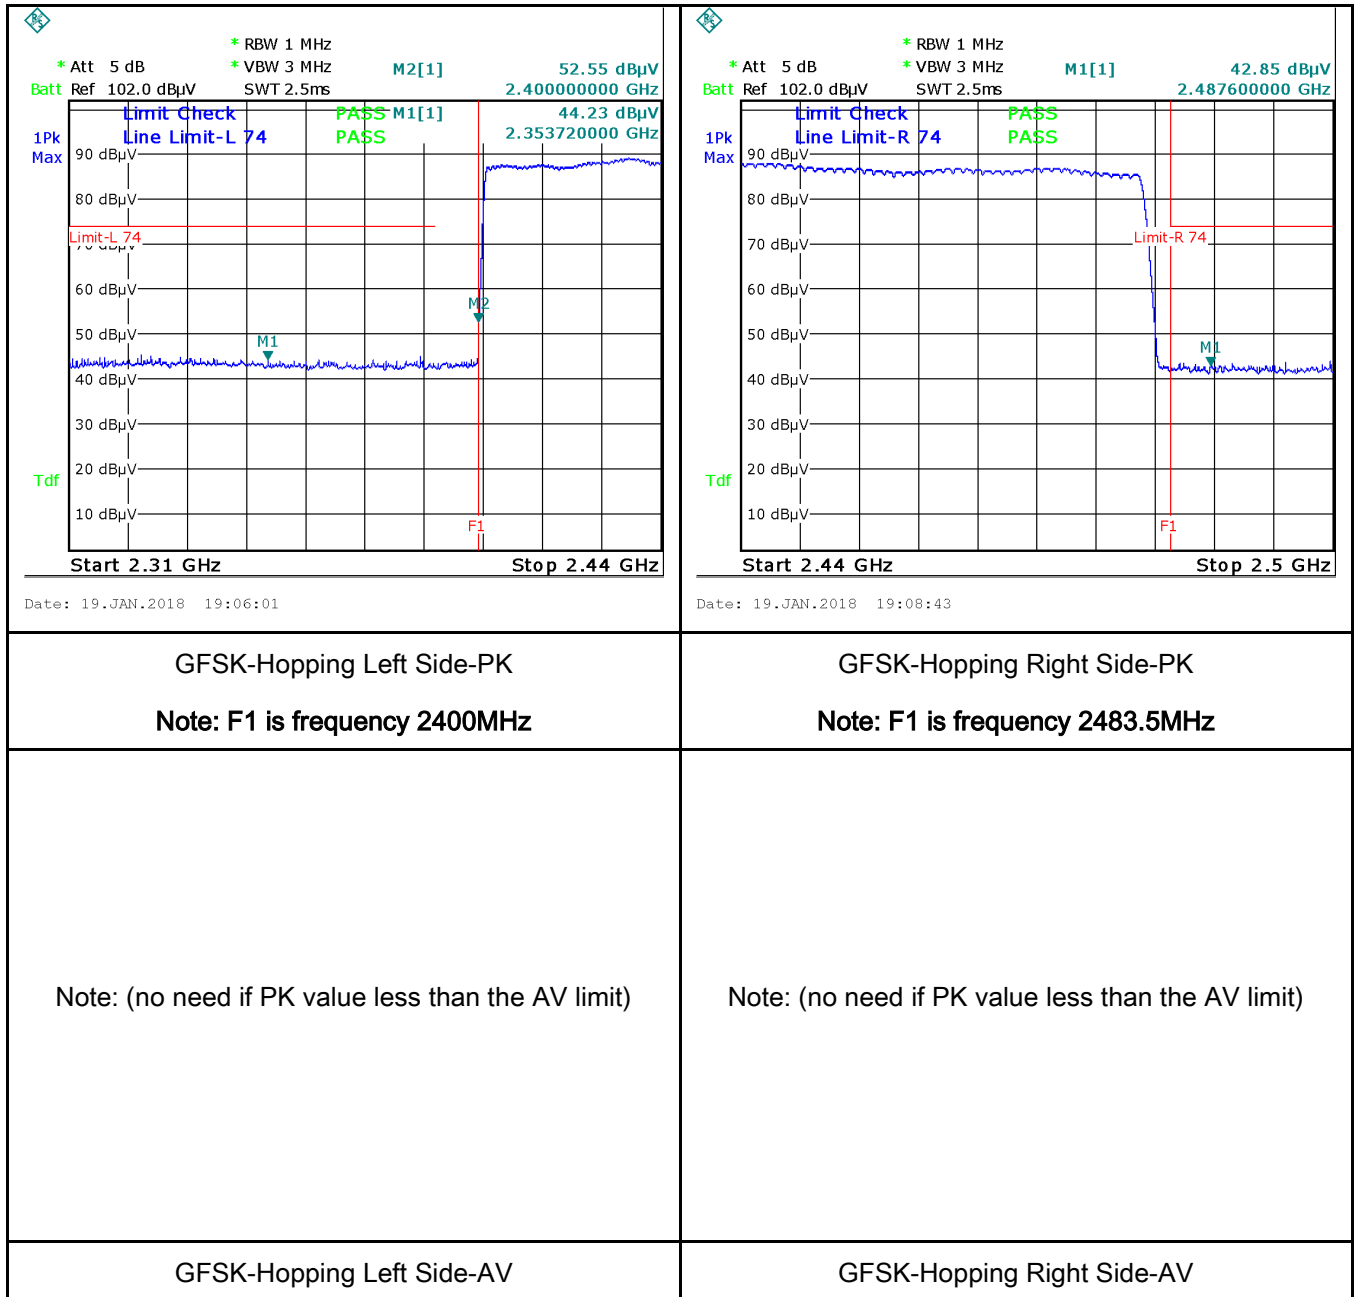 * RBW 1 MHz
* Att 5 dB * VBW 3 MHz M2[1] 52.55 dBµV
Batt Ref 102.0 dBµV SWT 2.5ms 2.400000000 GHz
Limit Check PASS M1[1] 44.23 dBµV
1Pk Line Limit-L 74 PASS 2.353720000 GHz
Max
90 dBµV
80 dBµV
Limit-L 74
70 dBµV
60 dBµV
M2
50 dBµV
M1
40 dBµV
30 dBµV
20 dBµV
Tdf
10 dBµV
F1
Start 2.31 GHz Stop 2.44 GHz
Date: 19.JAN.2018 19:06:01
* RBW 1 MHz
* Att 5 dB * VBW 3 MHz M1[1] 42.85 dBµV
Batt Ref 102.0 dBµV SWT 2.5ms 2.487600000 GHz
Limit Check PASS
1Pk Line Limit-R 74 PASS
Max
90 dBµV
80 dBµV
Limit-R 74
70 dBµV
60 dBµV
50 dBµV
M1
40 dBµV
30 dBµV
20 dBµV
Tdf
10 dBµV
F1
Start 2.44 GHz Stop 2.5 GHz
Date: 19.JAN.2018 19:08:43
GFSK-Hopping Left Side-PK
Note: F1 is frequency 2400MHz
GFSK-Hopping Right Side-PK
Note: F1 is frequency 2483.5MHz
Note: (no need if PK value less than the AV limit)
Note: (no need if PK value less than the AV limit)
GFSK-Hopping Left Side-AV
GFSK-Hopping Right Side-AV